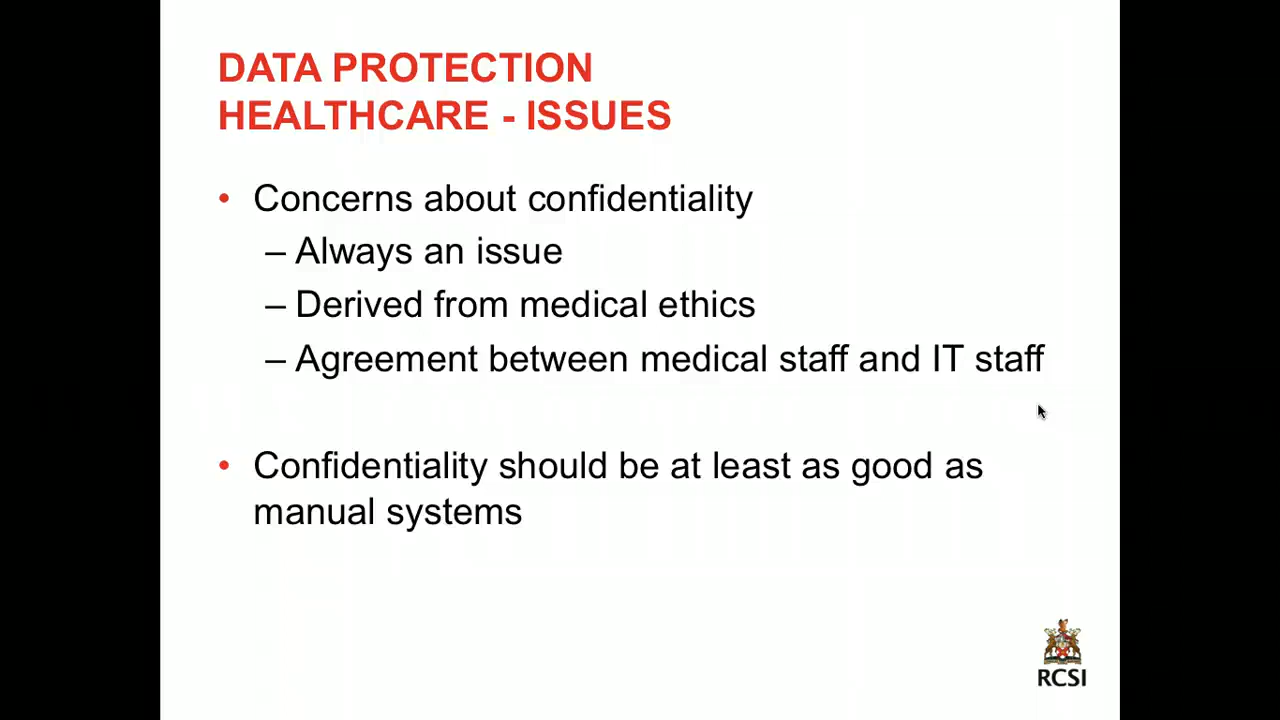 DATA PROTECTION
HEALTHCARE - ISSUES
• Concerns about confidentiality
– Always an issue
– Derived from medical ethics
– Agreement between medical staff and IT staff
• Confidentiality should be at least as good as
manual systems
RCSI